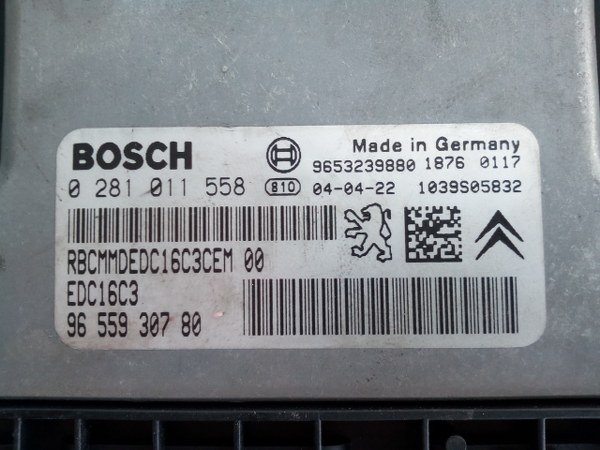 BOSCH
Made in Germany
9653239880 1876 0117
0 281 011 558 810 04-04-22 1039S05832
RBCMMDEDC16C3CEM 00
EDC16C3
96 559 307 80